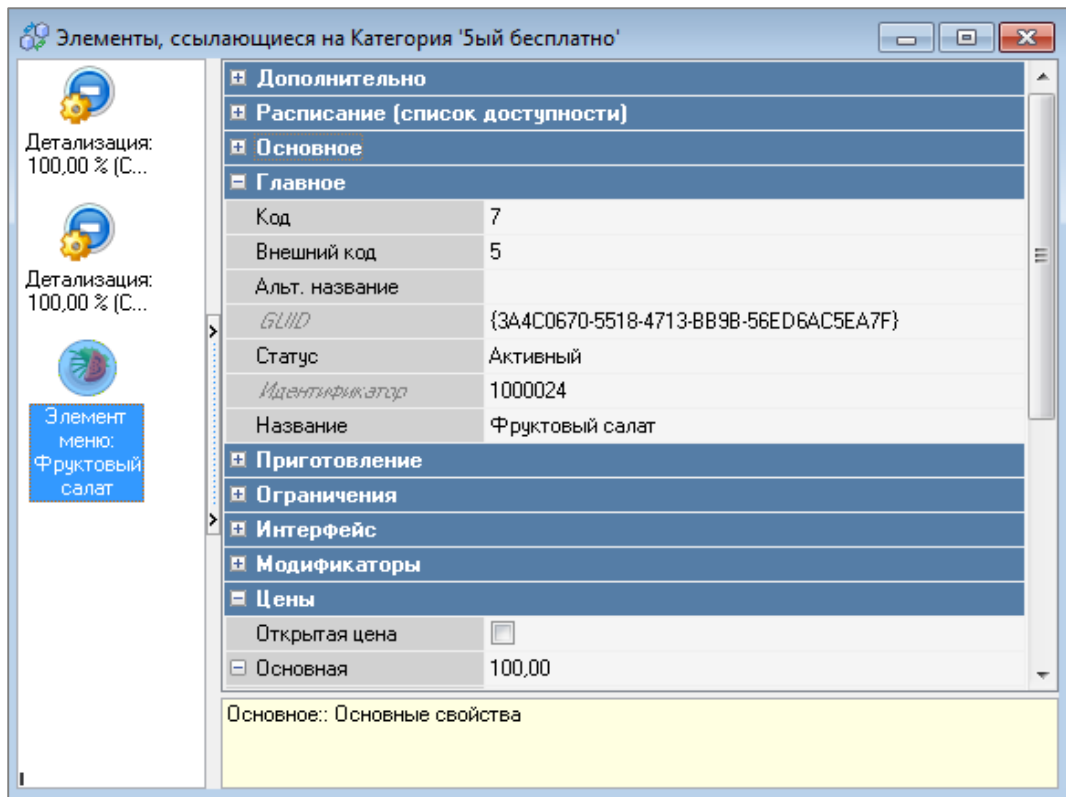 Элементы, ссылающиеся на Категория '5ый бесплатно'
Детализация:
100,00 % (С...
Детализация:
100,00 % (С...
Элемент
меню:
Фруктовый
салат
Дополнительно
Расписание (список доступности)
Основное
Главное
Код 7
Внешний код 5
Альт. название
GUID {3A4C0670-5518-4713-BB9B-56ED6AC5EA7F}
Статус Активный
Идентификатор 1000024
Название Фруктовый салат
Приготовление
Ограничения
Интерфейс
Модификаторы
Цены
Открытая цена
Основная 100,00
Основное:: Основные свойства